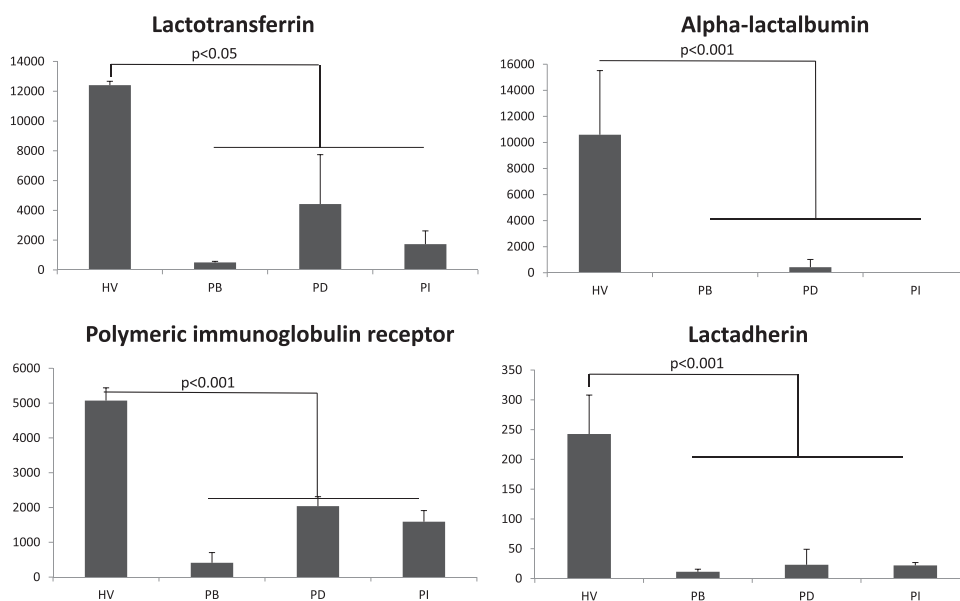 Lactotransferrin
p<0.05
14000
12000
10000
8000
6000
4000
2000
0
HV PB PD PI
Alpha-lactalbumin
p<0.001
16000
14000
12000
10000
8000
6000
4000
2000
0
HV PB PD PI
Polymeric immunoglobulin receptor
p<0.001
6000
5000
4000
3000
2000
1000
0
HV PB PD PI
Lactadherin
p<0.001
350
300
250
200
150
100
50
0
HV PB PD PI